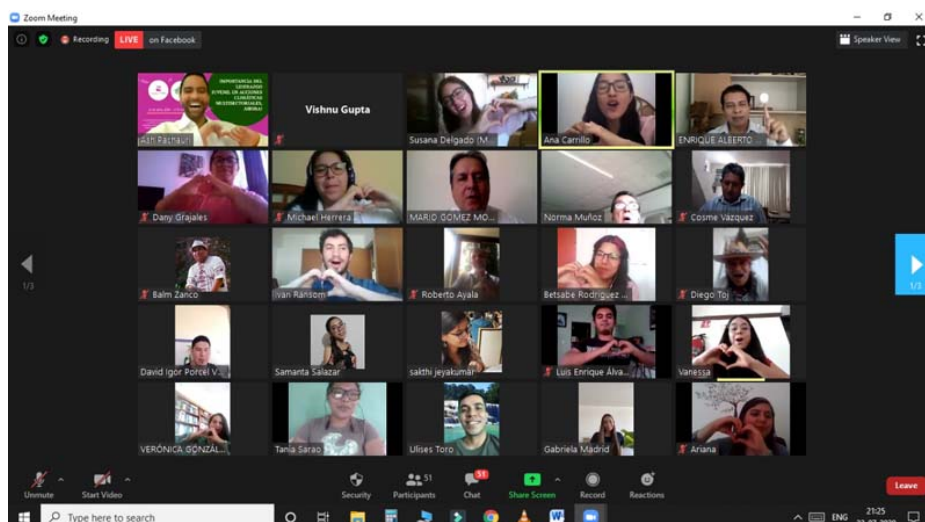 Zoom Meeting
Recording
LIVE on Facebook
Speaker View
IMPORTANCIA DEL
LIDERAZGO
JUVENIL EN ACCIONES
CLIMÁTICAS
MULTISECTORIALES,
AHORA!
Ash Pachauri
Vishnu Gupta
Susana Delgado (M...
Ana Carrillo
ENRIQUE ALBERTO
Dany Grajales
Michael Herrera
MARIO GOMEZ MO...
Norma Muñoz
Cosme Vázquez
1/3
1/3
Balm Zanco
Ivan Ransom
Roberto Ayala
Betsabe Rodriguez ...
Diego Toj
David Igor Porcel V...
Samanta Salazar
sakthi jeyakumar
Luis Enrique Álva...
Vanessa
VERÓNICA GONZÁL...
Tania Sarao
Ulises Toro
Gabriela Madrid
Ariana
51
51
Unmute
Start Video
Security
Participants
Chat
Share Screen
Record
Reactions
Leave
Type here to search
ENG
21:25